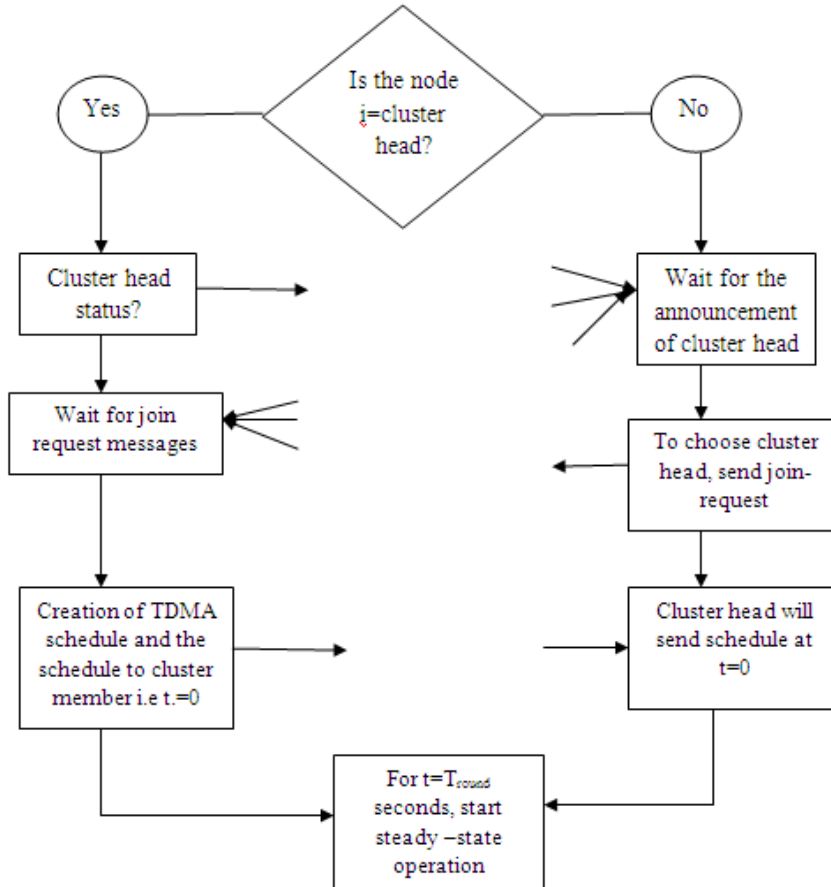 Is the node
i=cluster
head?
Yes
No
Cluster head
status?
Wait for the
announcement
of cluster head
Wait for join
request messages
To choose cluster
head, send join-
request
Creation of TDMA
schedule and the
schedule to cluster
member i.e t.=0
Cluster head will
send schedule at
t=0
For t=Tround
seconds, start
steady –state
operation